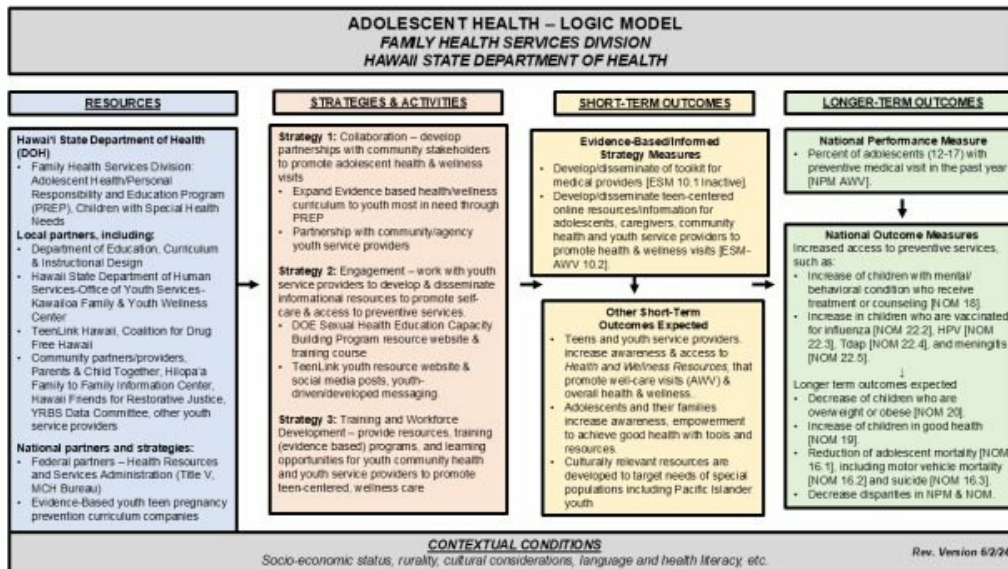 ADOLESCENT HEALTH – LOGIC MODEL
FAMILY HEALTH SERVICES DIVISION
HAWAII STATE DEPARTMENT OF HEALTH
RESOURCES
Hawai'i State Department of Health
(DOH)
• Family Health Services Division:
Adolescent Health/Personal
Responsibility and Education Program
(PREP), Children with Special Health
Needs
Local partners, including:
• Department of Education, Curriculum
& Instructional Design
• Hawaii State Department of Human
Services-Office of Youth Services-
Kawailoa Family & Youth Wellness
Center
• TeenLink Hawaii, Coalition for Drug
Free Hawaii
• Community partners/providers,
Parents & Child Together, Hilopa'a
Family to Family Information Center,
Hawaii Friends for Restorative Justice,
YRBS Data Committee, other youth
service providers
National partners and strategies:
• Federal partners – Health Resources
and Services Administration (Title V,
MCH Bureau)
• Evidence-Based youth teen pregnancy
prevention curriculum companies
STRATEGIES & ACTIVITIES
Strategy 1: Collaboration – develop
partnerships with community stakeholders
to promote adolescent health & wellness
visits
• Expand Evidence based health/wellness
curriculum to youth most in need through
PREP
• Partnership with community/agency
youth service providers
Strategy 2: Engagement – work with youth
service providers to develop & disseminate
informational resources to promote self-
care & access to preventive services.
• DOE Sexual Health Education Capacity
Building Program resource website &
training course
• TeenLink youth resource website &
social media posts, youth-
driven/developed messaging.
Strategy 3: Training and Workforce
Development – provide resources, training
(evidence based) programs, and learning
opportunities for youth community health
and youth service providers to promote
teen-centered, wellness care
SHORT-TERM OUTCOMES
Evidence-Based/Informed
Strategy Measures
• Develop/disseminate of toolkit for
medical providers [ESM 10.1 Inactive].
• Develop/disseminate teen-centered
online resources/information for
adolescents, caregivers, community
health and youth service providers to
promote health & wellness visits [ESM-
AWV 10.2].
Other Short-Term
Outcomes Expected
• Teens and youth service providers.
increase awareness & access to
Health and Wellness Resources, that
promote well-care visits (AWV) &
overall health & wellness.
• Adolescents and their families
increase awareness, empowerment
to achieve good health with tools and
resources.
• Culturally relevant resources are
developed to target needs of special
populations including Pacific Islander
youth
LONGER-TERM OUTCOMES
National Performance Measure
• Percent of adolescents (12-17) with
preventive medical visit in the past year
[NPM AWV].
National Outcome Measures
Increased access to preventive services,
such as:
• Increase of children with mental/
behavioral condition who receive
treatment or counseling [NOM 18].
• Increase in children who are vaccinated
for influenza [NOM 22.2], HPV [NOM
22.3], Tdap [NOM 22.4], and meningitis
[NOM 22.5].
↓
Longer term outcomes expected
• Decrease of children who are
overweight or obese [NOM 20].
• Increase of children in good health
[NOM 19].
• Reduction of adolescent mortality [NOM
16.1], including motor vehicle mortality
[NOM 16.2] and suicide [NOM 16.3].
• Decrease disparities in NPM & NOM.
CONTEXTUAL CONDITIONS
Socio-economic status, rurality, cultural considerations, language and health literacy, etc.
Rev. Version 6/2/24